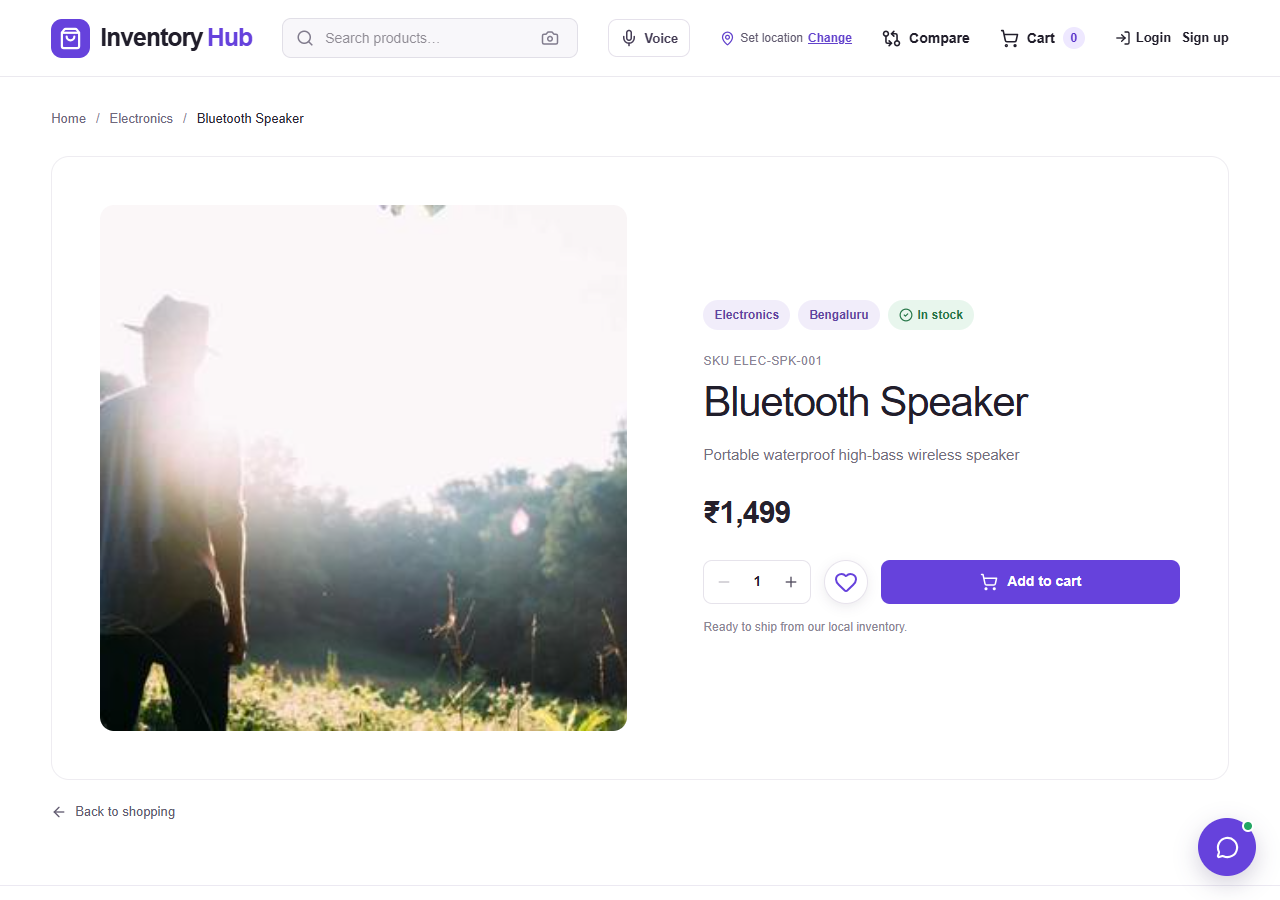 Inventory Hub
Search products...
Voice
Set location Change
Compare
Cart 0
Login
Sign up
Home / Electronics / Bluetooth Speaker
Electronics
Bengaluru
In stock
SKU ELEC-SPK-001
Bluetooth Speaker
Portable waterproof high-bass wireless speaker
₹1,499
1
Add to cart
Ready to ship from our local inventory.
Back to shopping